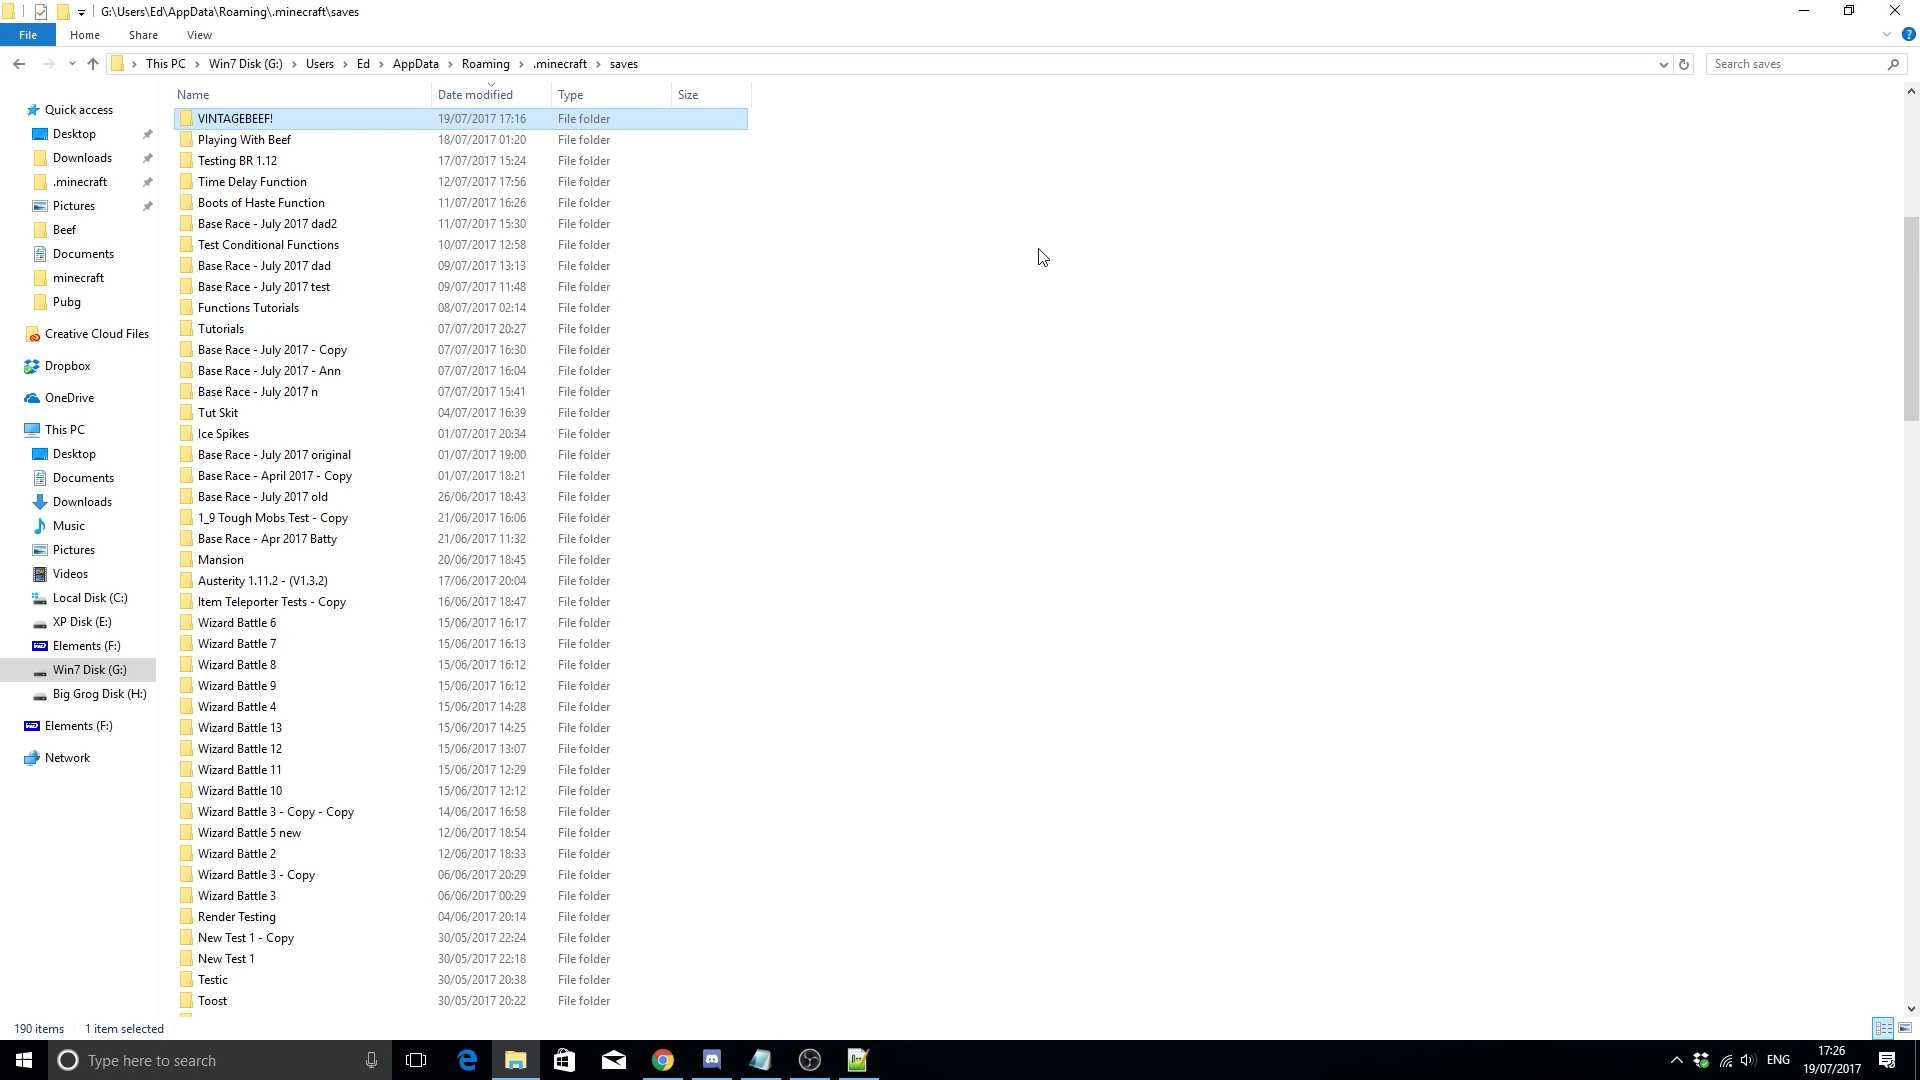 G:\Users\Ed\AppData\Roaming\.minecraft\saves
File Home Share View
This PC Win7 Disk (G:) Users Ed AppData Roaming .minecraft saves
Search saves
Quick access
Desktop
Downloads
.minecraft
Pictures
Beef
Documents
minecraft
Pubg
Creative Cloud Files
Dropbox
OneDrive
This PC
Desktop
Documents
Downloads
Music
Pictures
Videos
Local Disk (C:)
XP Disk (E:)
Elements (F:)
Win7 Disk (G:)
Big Grog Disk (H:)
Elements (F:)
Network
Name Date modified Type Size
VINTAGEBEEF! 19/07/2017 17:16 File folder
Playing With Beef 18/07/2017 01:20 File folder
Testing BR 1.12 17/07/2017 15:24 File folder
Time Delay Function 12/07/2017 17:56 File folder
Boots of Haste Function 11/07/2017 16:26 File folder
Base Race - July 2017 dad2 11/07/2017 15:30 File folder
Test Conditional Functions 10/07/2017 12:58 File folder
Base Race - July 2017 dad 09/07/2017 13:13 File folder
Base Race - July 2017 test 09/07/2017 11:48 File folder
Functions Tutorials 08/07/2017 02:14 File folder
Tutorials 07/07/2017 20:27 File folder
Base Race - July 2017 - Copy 07/07/2017 16:30 File folder
Base Race - July 2017 - Ann 07/07/2017 16:04 File folder
Base Race - July 2017 n 07/07/2017 15:41 File folder
Tut Skit 04/07/2017 16:39 File folder
Ice Spikes 01/07/2017 20:34 File folder
Base Race - July 2017 original 01/07/2017 19:00 File folder
Base Race - April 2017 - Copy 01/07/2017 18:21 File folder
Base Race - July 2017 old 26/06/2017 18:43 File folder
1_9 Tough Mobs Test - Copy 21/06/2017 16:06 File folder
Base Race - Apr 2017 Batty 21/06/2017 11:32 File folder
Mansion 20/06/2017 18:45 File folder
Austerity 1.11.2 - (V1.3.2) 17/06/2017 20:04 File folder
Item Teleporter Tests - Copy 16/06/2017 18:47 File folder
Wizard Battle 6 15/06/2017 16:17 File folder
Wizard Battle 7 15/06/2017 16:13 File folder
Wizard Battle 8 15/06/2017 16:12 File folder
Wizard Battle 9 15/06/2017 16:12 File folder
Wizard Battle 4 15/06/2017 14:28 File folder
Wizard Battle 13 15/06/2017 14:25 File folder
Wizard Battle 12 15/06/2017 13:07 File folder
Wizard Battle 11 15/06/2017 12:29 File folder
Wizard Battle 10 15/06/2017 12:12 File folder
Wizard Battle 3 - Copy - Copy 14/06/2017 16:58 File folder
Wizard Battle 5 new 12/06/2017 18:54 File folder
Wizard Battle 2 12/06/2017 18:33 File folder
Wizard Battle 3 - Copy 06/06/2017 20:29 File folder
Wizard Battle 3 06/06/2017 00:29 File folder
Render Testing 04/06/2017 20:14 File folder
New Test 1 - Copy 30/05/2017 22:24 File folder
New Test 1 30/05/2017 22:18 File folder
Testic 30/05/2017 20:38 File folder
Toost 30/05/2017 20:22 File folder
190 items 1 item selected
Type here to search
ENG
17:26
19/07/2017